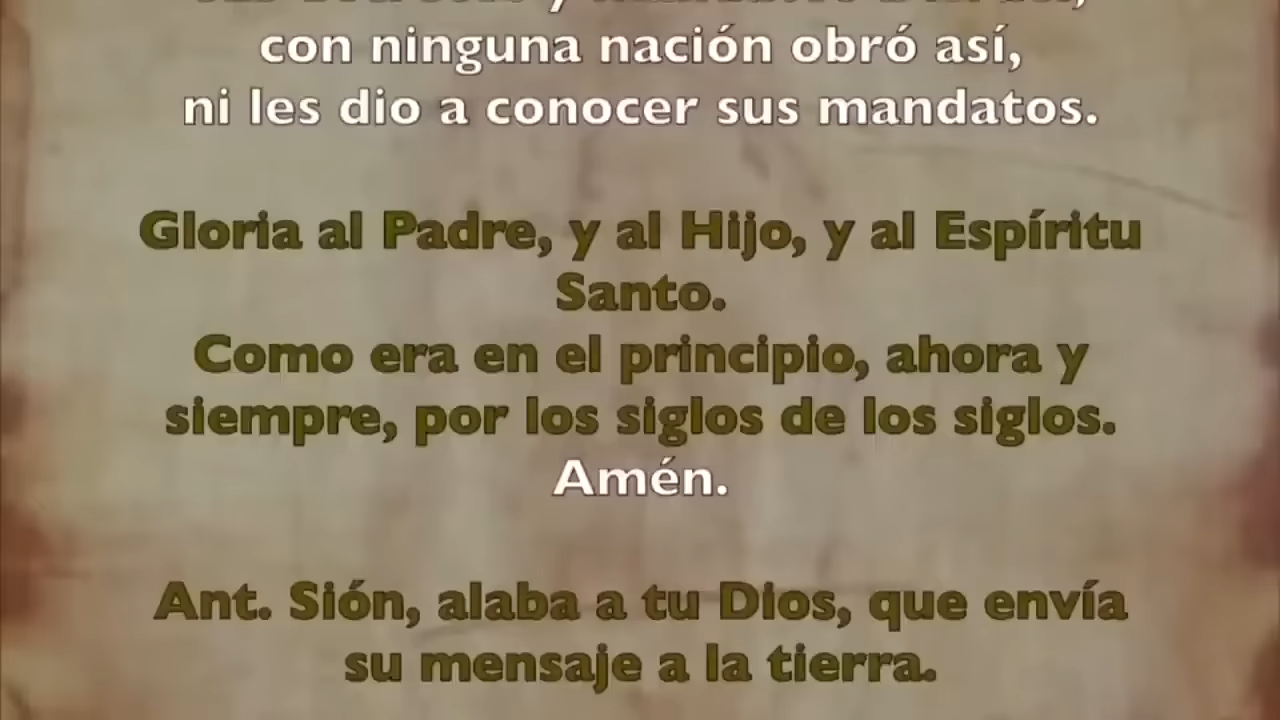 con ninguna nación obró así,
ni les dio a conocer sus mandatos.
Gloria al Padre, y al Hijo, y al Espíritu
Santo.
Como era en el principio, ahora y
siempre, por los siglos de los siglos.
Amén.
Ant. Sión, alaba a tu Dios, que envía
su mensaje a la tierra.